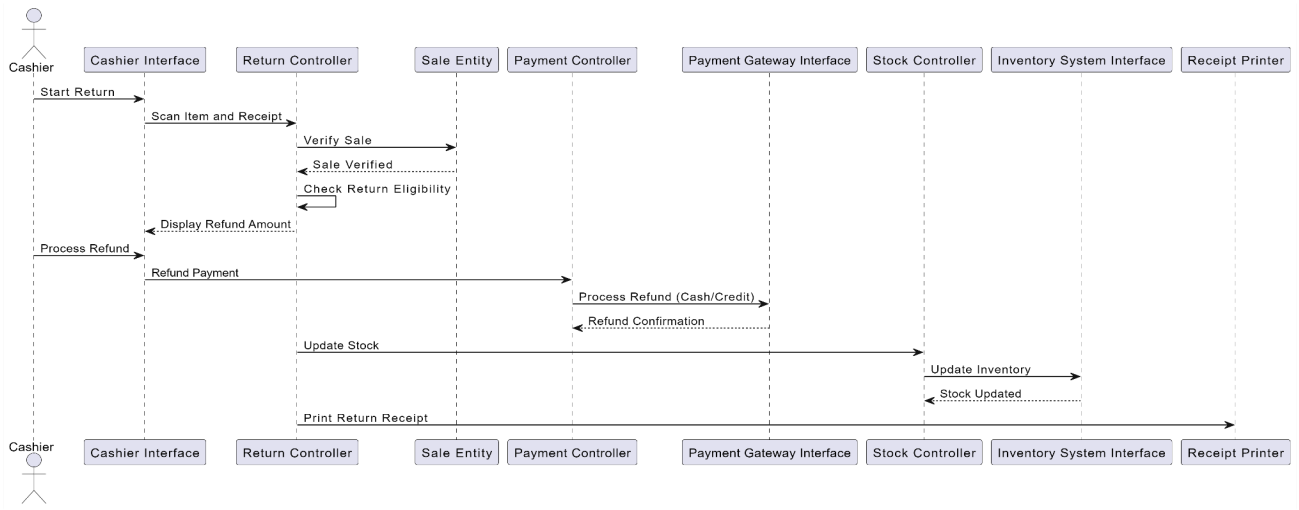 Cashier
Cashier Interface
Return Controller
Sale Entity
Payment Controller
Payment Gateway Interface
Stock Controller
Inventory System Interface
Receipt Printer
Start Return
Scan Item and Receipt
Verify Sale
Sale Verified
Check Return Eligibility
Display Refund Amount
Process Refund
Refund Payment
Process Refund (Cash/Credit)
Refund Confirmation
Update Stock
Update Inventory
Stock Updated
Print Return Receipt
Cashier
Cashier Interface
Return Controller
Sale Entity
Payment Controller
Payment Gateway Interface
Stock Controller
Inventory System Interface
Receipt Printer